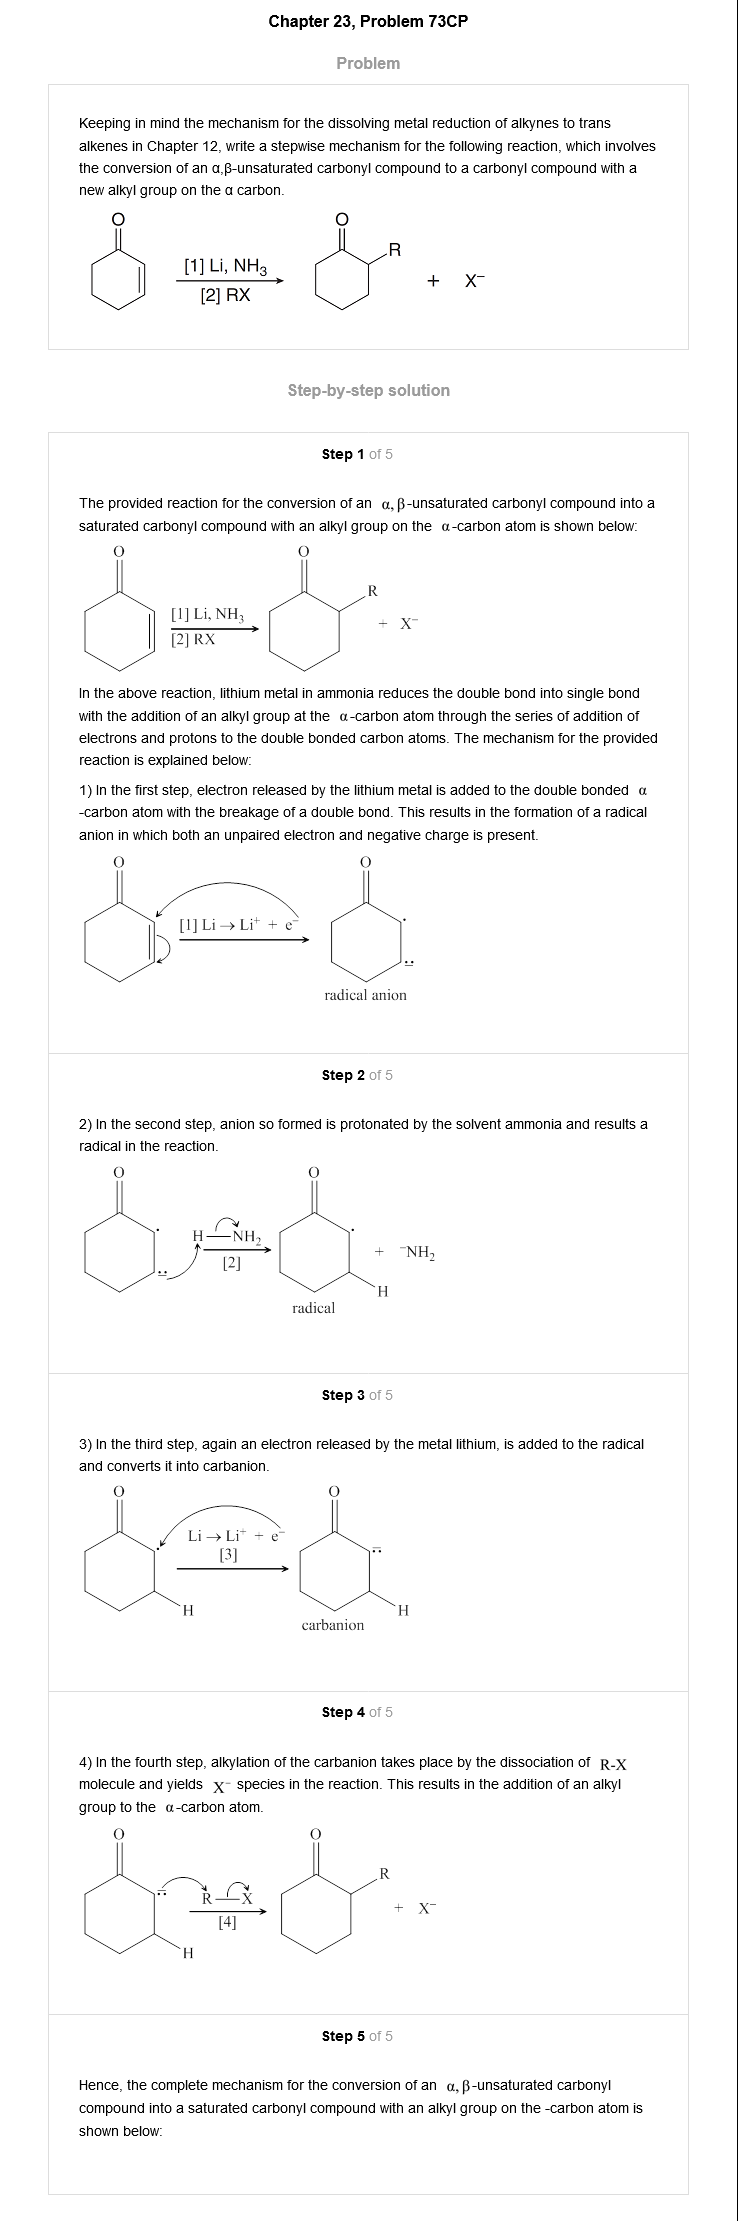 Chapter 23, Problem 73CP
Problem
Keeping in mind the mechanism for the dissolving metal reduction of alkynes to trans
alkenes in Chapter 12, write a stepwise mechanism for the following reaction, which involves
the conversion of an α,β-unsaturated carbonyl compound to a carbonyl compound with a
new alkyl group on the α carbon.
O
O
R
[1] Li, NH₃
[2] RX
+ X⁻
Step-by-step solution
Step 1 of 5
The provided reaction for the conversion of an α, β-unsaturated carbonyl compound into a
saturated carbonyl compound with an alkyl group on the α-carbon atom is shown below:
O
O
R
[1] Li, NH₃
[2] RX
+ X⁻
In the above reaction, lithium metal in ammonia reduces the double bond into single bond
with the addition of an alkyl group at the α-carbon atom through the series of addition of
electrons and protons to the double bonded carbon atoms. The mechanism for the provided
reaction is explained below:
1) In the first step, electron released by the lithium metal is added to the double bonded α
-carbon atom with the breakage of a double bond. This results in the formation of a radical
anion in which both an unpaired electron and negative charge is present.
O
O
[1] Li → Li⁺ + e⁻
radical anion
Step 2 of 5
2) In the second step, anion so formed is protonated by the solvent ammonia and results a
radical in the reaction.
O
O
H—NH₂
[2]
+ ⁻NH₂
H
radical
Step 3 of 5
3) In the third step, again an electron released by the metal lithium, is added to the radical
and converts it into carbanion.
O
O
Li → Li⁺ + e⁻
[3]
H
H
carbanion
Step 4 of 5
4) In the fourth step, alkylation of the carbanion takes place by the dissociation of R-X
molecule and yields X⁻ species in the reaction. This results in the addition of an alkyl
group to the α-carbon atom.
O
O
R
R—X
[4]
+ X⁻
H
Step 5 of 5
Hence, the complete mechanism for the conversion of an α, β-unsaturated carbonyl
compound into a saturated carbonyl compound with an alkyl group on the -carbon atom is
shown below: